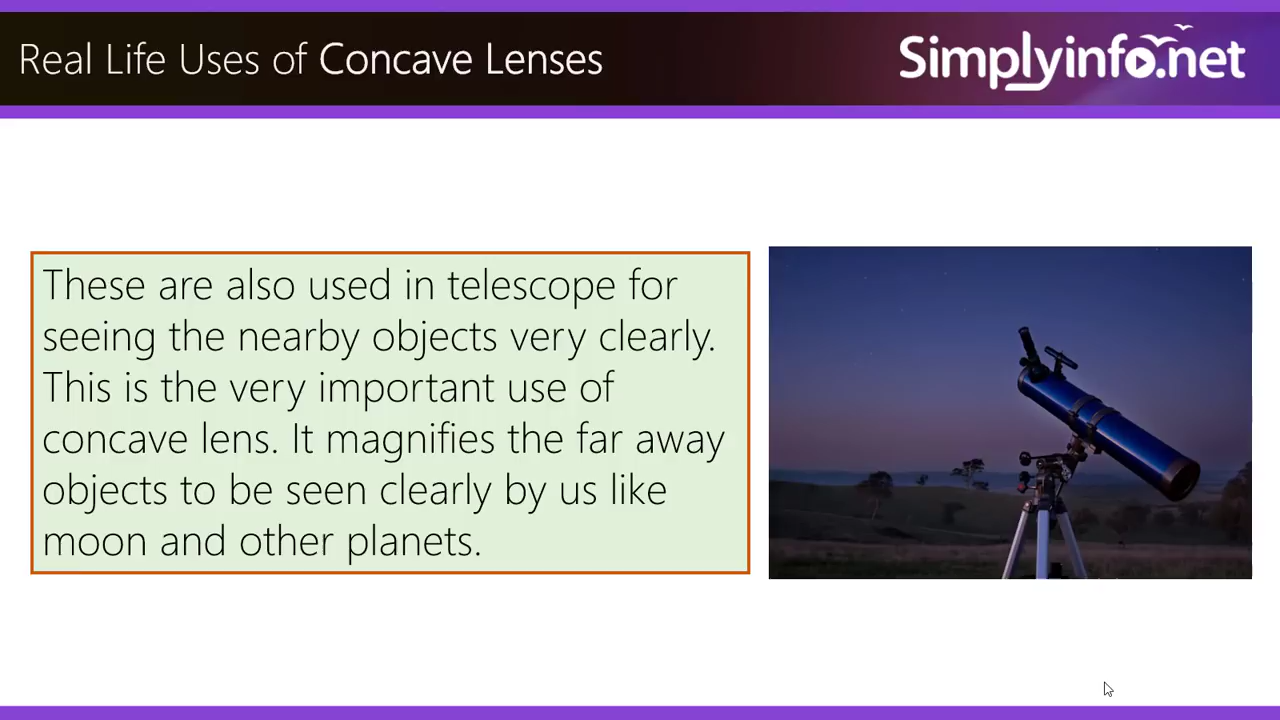 Real Life Uses of Concave Lenses
Simplyinfo.net
These are also used in telescope for
seeing the nearby objects very clearly.
This is the very important use of
concave lens. It magnifies the far away
objects to be seen clearly by us like
moon and other planets.